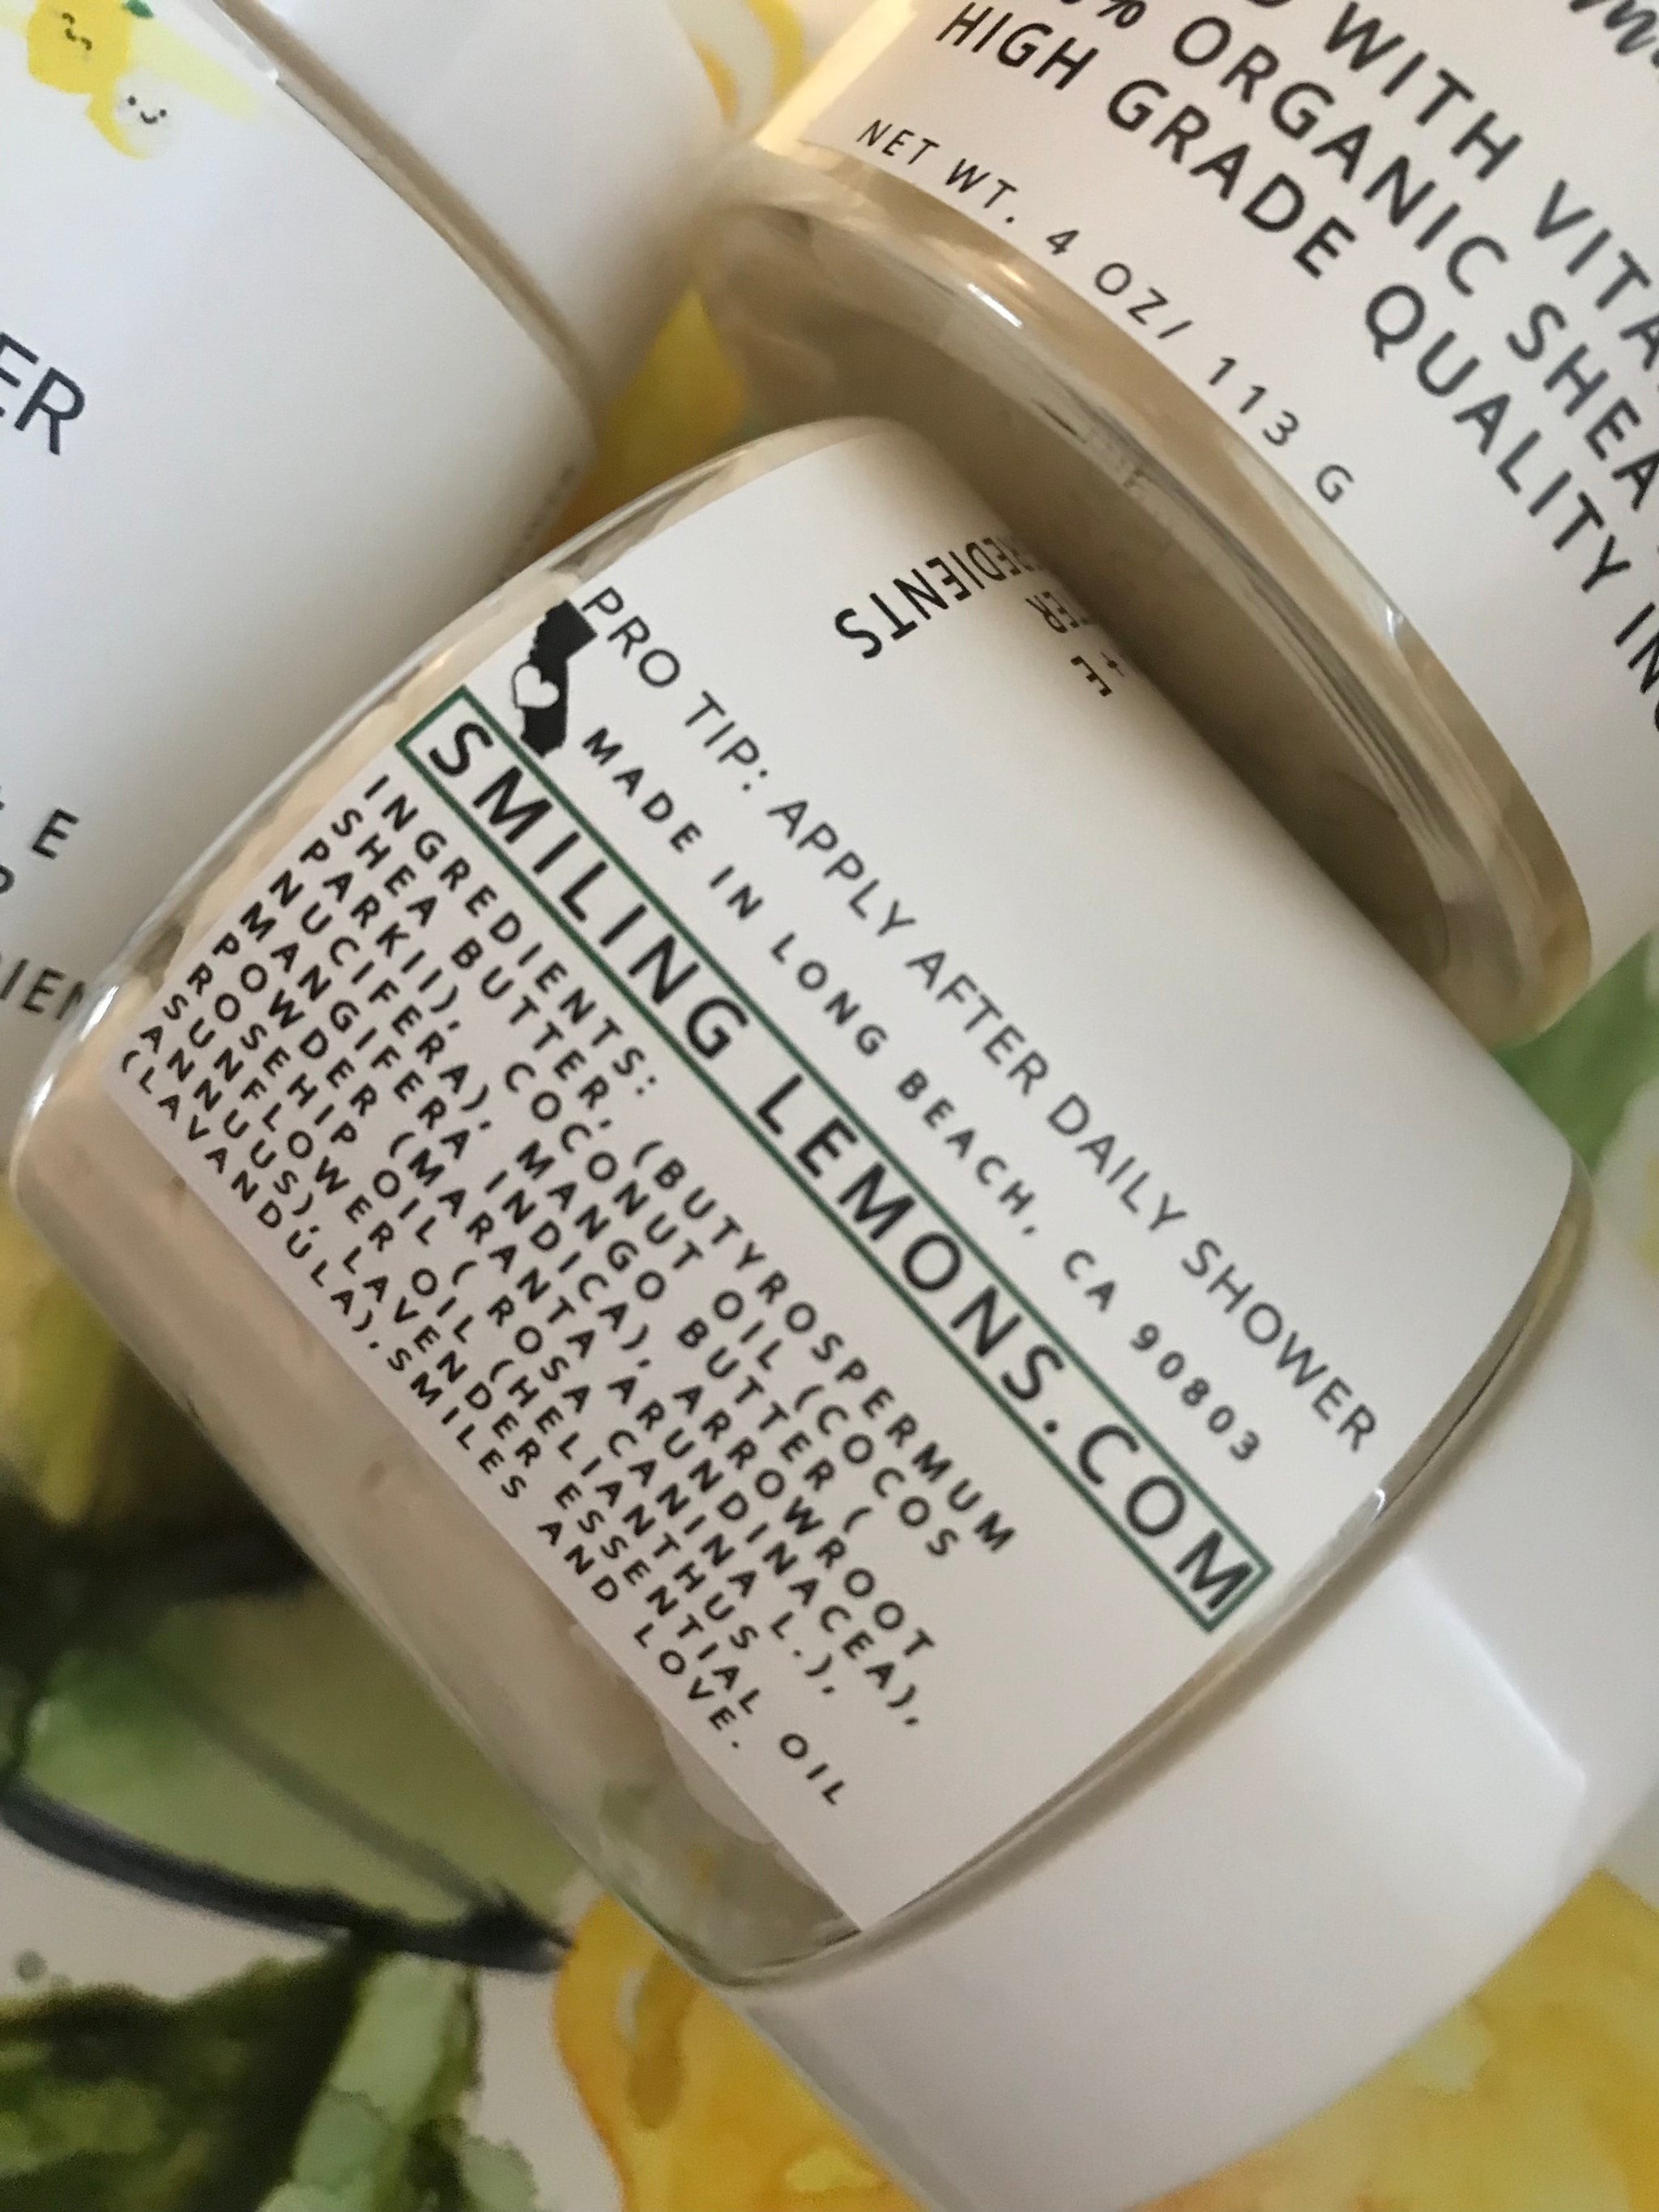 WITH VITA
% ORGANIC SHEA
HIGH GRADE QUALITY IN
NET WT. 4 OZ/ 113 G
ER
E
DIEN
E
TER
REDIENTS
PRO TIP: APPLY AFTER DAILY SHOWER
MADE IN LONG BEACH, CA 90803
SMILING LEMONS.COM
INGREDIENTS:
SHEA BUTTER, (BUTYROSPERMUM
PARKII), COCONUT OIL (COCOS
NUCIFERA), MANGO BUTTER (
MANGIFERA INDICA), ARROWROOT
POWDER (MARANTA ARUNDINACEA),
ROSEHIP OIL ( ROSA CANINA L.),
SUNFLOWER OIL (HELIANTHUS
ANNUUS), LAVENDER ESSENTIAL OIL
(LAVANDULA),SMILES AND LOVE.